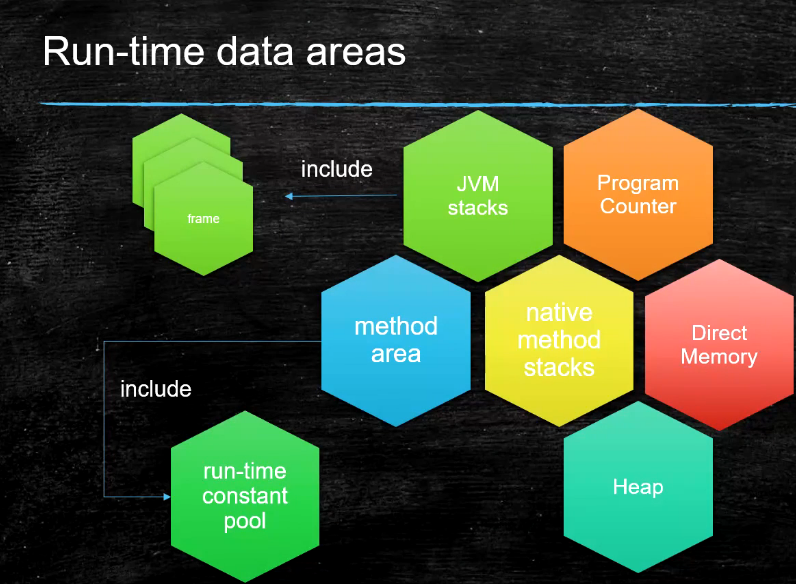 Run-time data areas
include
JVM
stacks
Program
Counter
frame
method
area
native
method
stacks
Direct
Memory
include
run-time
constant
pool
Heap